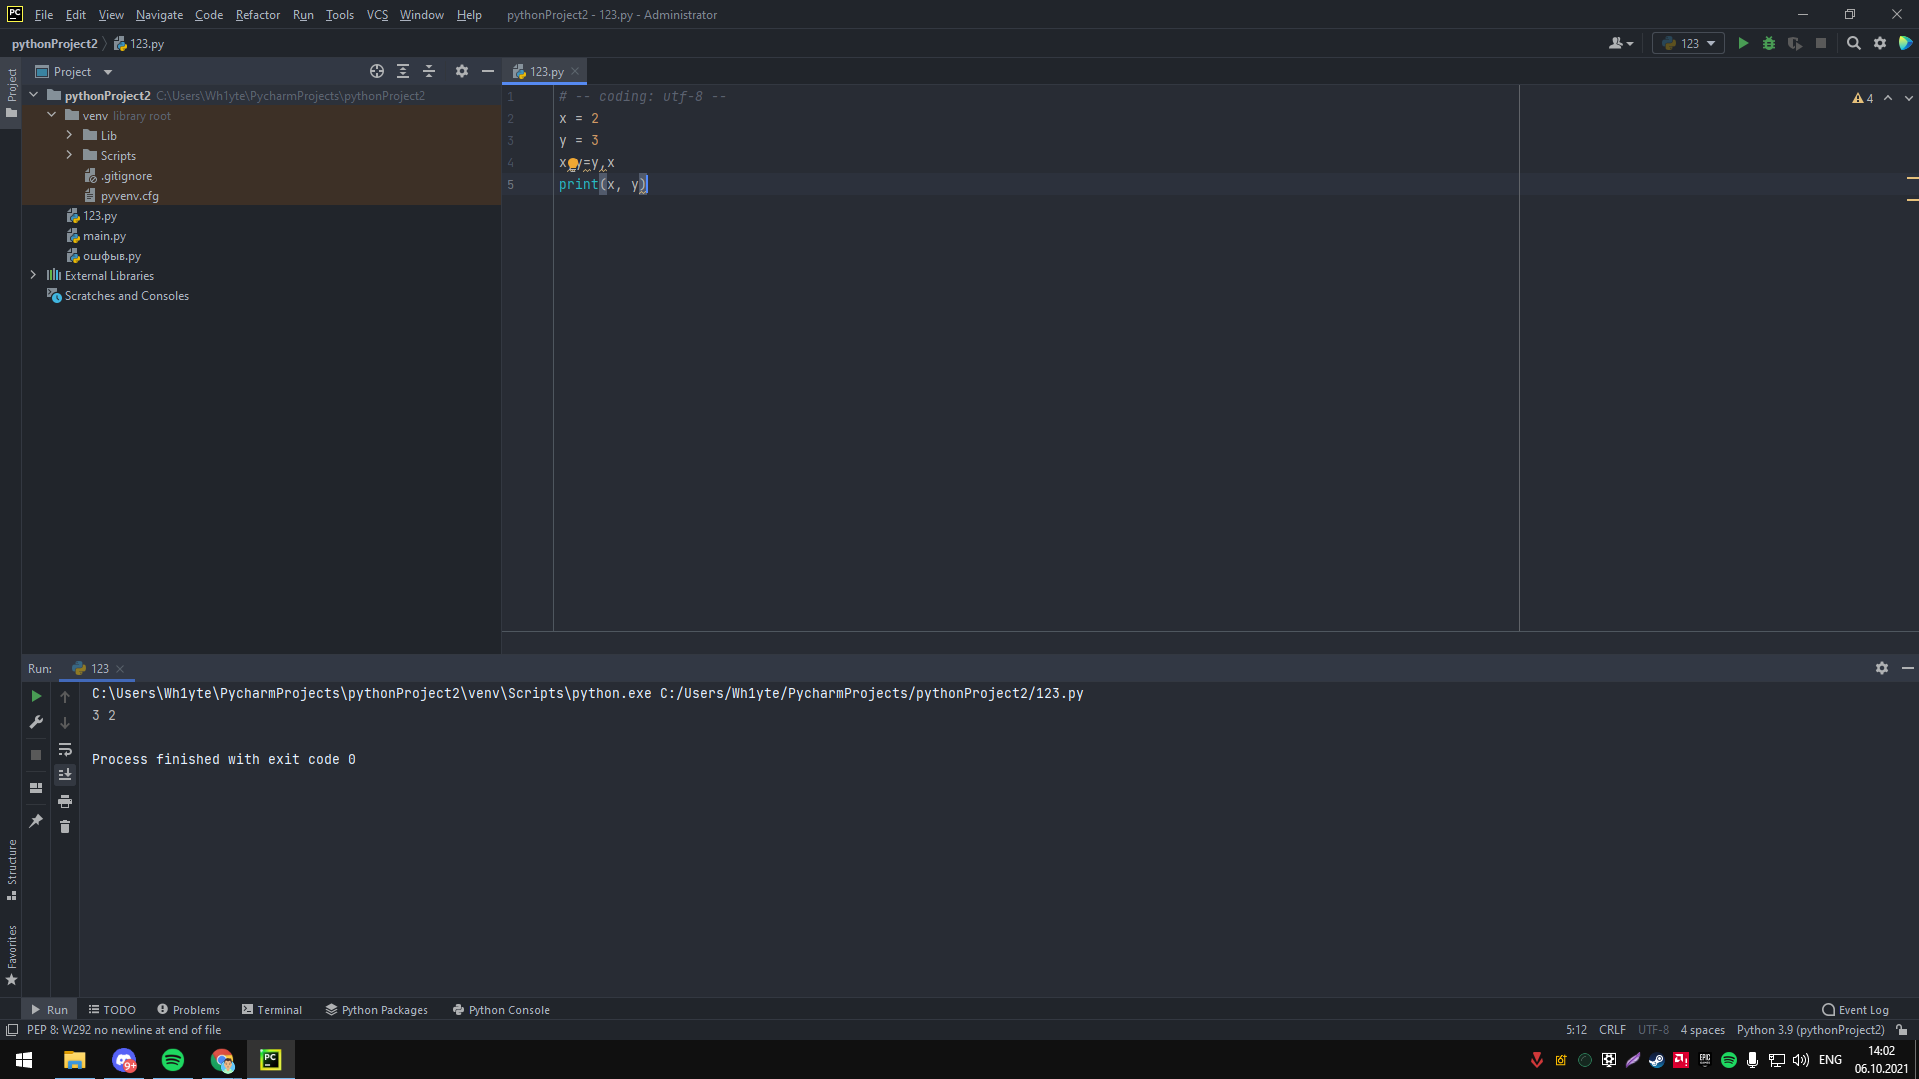 PC File Edit View Navigate Code Refactor Run Tools VCS Window Help pythonProject2 - 123.py - Administrator
pythonProject2 123.py 123
Project 123.py
Project
pythonProject2 C:\Users\Wh1yte\PycharmProjects\pythonProject2
venv library root
Lib
Scripts
.gitignore
pyvenv.cfg
123.py
main.py
ошфыв.py
External Libraries
Scratches and Consoles
1 # -- coding: utf-8 --
2 x = 2
3 y = 3
4 x y=y,x
5 print(x, y)
4
Run: 123
C:\Users\Wh1yte\PycharmProjects\pythonProject2\venv\Scripts\python.exe C:/Users/Wh1yte/PycharmProjects/pythonProject2/123.py
3 2
Process finished with exit code 0
Structure
Favorites
Run TODO Problems Terminal Python Packages Python Console Event Log
PEP 8: W292 no newline at end of file 5:12 CRLF UTF-8 4 spaces Python 3.9 (pythonProject2)
9+ PC EPIC ENG 14:02
06.10.2021